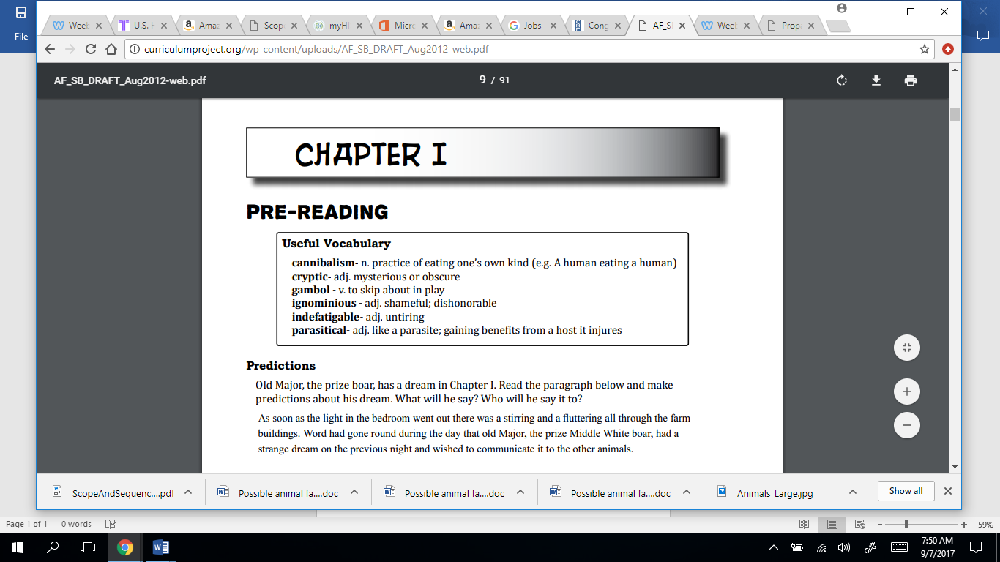 File
Weeb
U.S. H
Amaz
Scop
myHI
Micro
Amaz
Jobs
Cong
AF_S
Weeb
Prop
curriculumproject.org/wp-content/uploads/AF_SB_DRAFT_Aug2012-web.pdf
AF_SB_DRAFT_Aug2012-web.pdf
9 / 91
CHAPTER I
PRE-READING
Useful Vocabulary
cannibalism- n. practice of eating one's own kind (e.g. A human eating a human)
cryptic- adj. mysterious or obscure
gambol - v. to skip about in play
ignominious - adj. shameful; dishonorable
indefatigable- adj. untiring
parasitical- adj. like a parasite; gaining benefits from a host it injures
Predictions
Old Major, the prize boar, has a dream in Chapter I. Read the paragraph below and make
predictions about his dream. What will he say? Who will he say it to?
As soon as the light in the bedroom went out there was a stirring and a fluttering all through the farm
buildings. Word had gone round during the day that old Major, the prize Middle White boar, had a
strange dream on the previous night and wished to communicate it to the other animals.
ScopeAndSequenc....pdf
Possible animal fa....doc
Possible animal fa....doc
Possible animal fa....doc
Animals_Large.jpg
Show all
Page 1 of 1 0 words
59%
7:50 AM
9/7/2017